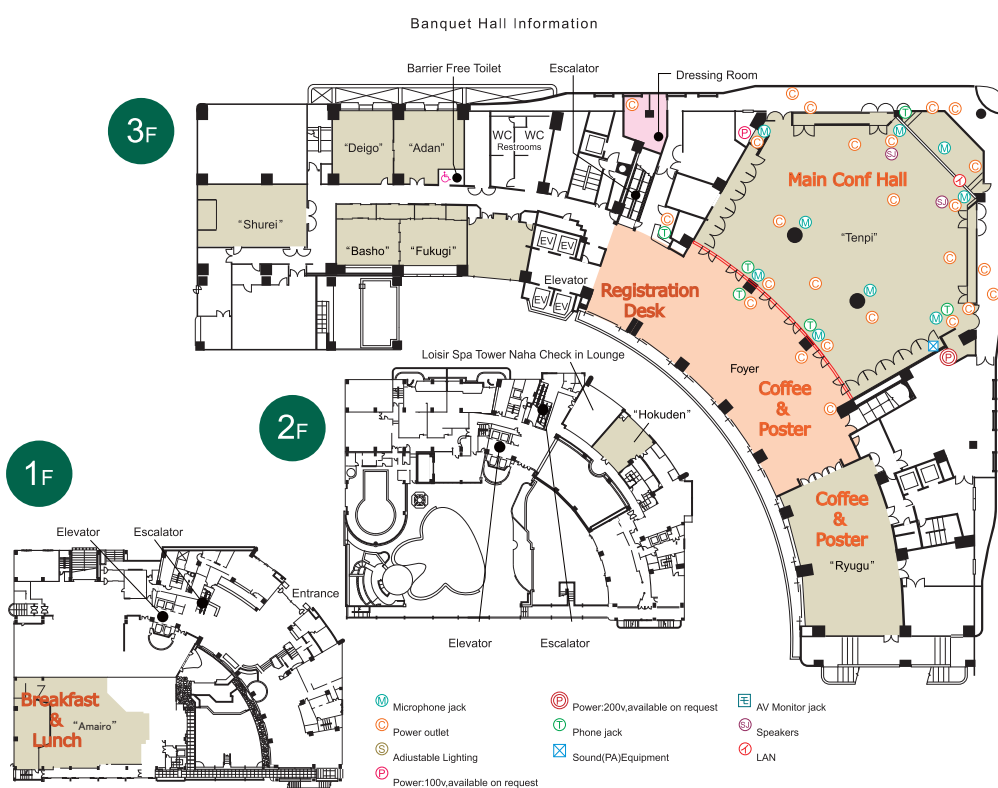 Banquet Hall Information
Barrier Free Toilet
Escalator
Dressing Room
3F
"Deigo"
"Adan"
WC
WC
Restrooms
Main Conf Hall
"Shurei"
"Tenpi"
"Basho"
"Fukugi"
EV
EV
Elevator
EV
EV
Registration
Desk
Loisir Spa Tower Naha Check in Lounge
Foyer
Coffee
&
Poster
2F
"Hokuden"
1F
Coffee
&
Poster
"Ryugu"
Elevator
Escalator
Entrance
Elevator
Escalator
Breakfast
&
Lunch
"Amairo"
M Microphone jack
C Power outlet
S Adiustable Lighting
P Power:100v,available on request
P Power:200v,available on request
T Phone jack
Sound(PA)Equipment
AV Monitor jack
SJ Speakers
LAN